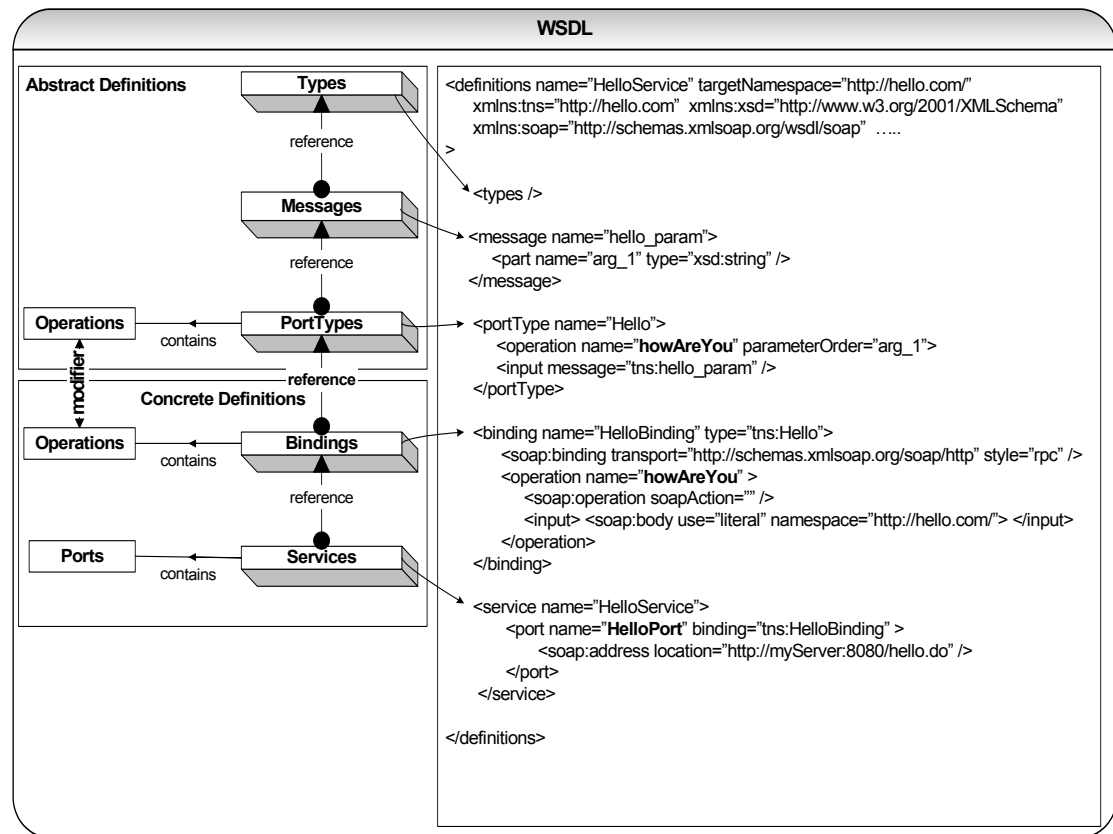 WSDL
Abstract Definitions
Types
reference
Messages
reference
Operations
contains
PortTypes
modifier
reference
Concrete Definitions
Operations
contains
Bindings
reference
Ports
contains
Services
<definitions name=”HelloService” targetNamespace=”http://hello.com/”
xmlns:tns=”http://hello.com”  xmlns:xsd=”http://www.w3.org/2001/XMLSchema”
xmlns:soap=”http://schemas.xmlsoap.org/wsdl/soap”  …..
>
<types />
<message name=”hello_param”>
<part name=”arg_1” type=”xsd:string” />
</message>
<portType name=”Hello”>
<operation name=”howAreYou” parameterOrder=”arg_1”>
<input message=”tns:hello_param” />
</portType>
<binding name=”HelloBinding” type=”tns:Hello”>
<soap:binding transport=”http://schemas.xmlsoap.org/soap/http” style=”rpc” />
<operation name=”howAreYou” >
<soap:operation soapAction=”” />
<input> <soap:body use=”literal” namespace=”http://hello.com/”> </input>
</operation>
</binding>
<service name=”HelloService”>
<port name=”HelloPort” binding=”tns:HelloBinding” >
<soap:address location=”http://myServer:8080/hello.do” />
</port>
</service>
</definitions>